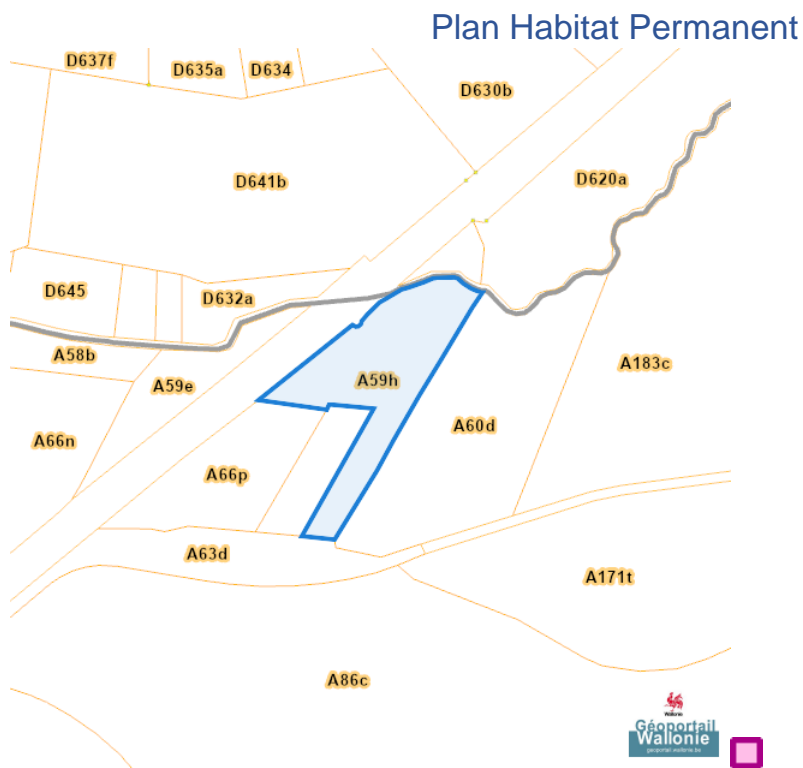 Plan Habitat Permanent
D637f
D635a
D634
D630b
D641b
D620a
D645
D632a
A58b
A59e
A59h
A183c
A66n
A60d
A66p
A63d
A171t
A86c
Wallonie
Géoportail
Wallonie
geoportail.wallonie.be